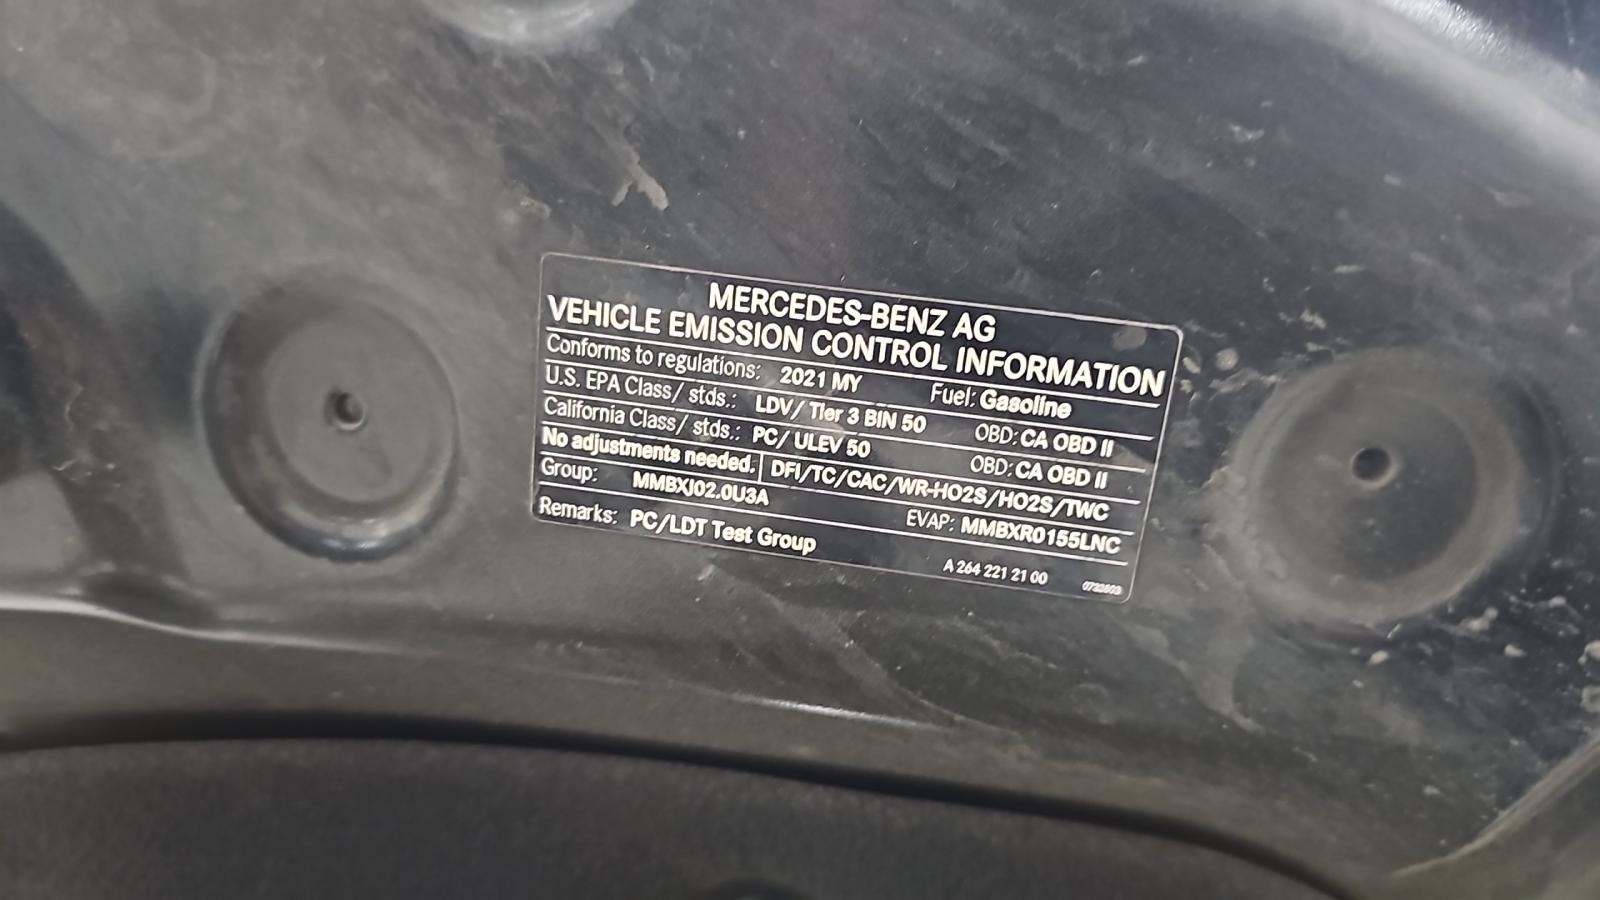 MERCEDES-BENZ AG
VEHICLE EMISSION CONTROL INFORMATION
Conforms to regulations: 2021 MY Fuel: Gasoline
U.S. EPA Class/ stds.: LDV/ Tier 3 BIN 50 OBD: CA OBD II
California Class/ stds.: PC/ ULEV 50 OBD: CA OBD II
No adjustments needed. DFI/TC/CAC/WR-HO2S/HO2S/TWC
Group: MMBXJ02.0U3A EVAP: MMBXR0155LNC
Remarks: PC/LDT Test Group
A 264 221 21 00